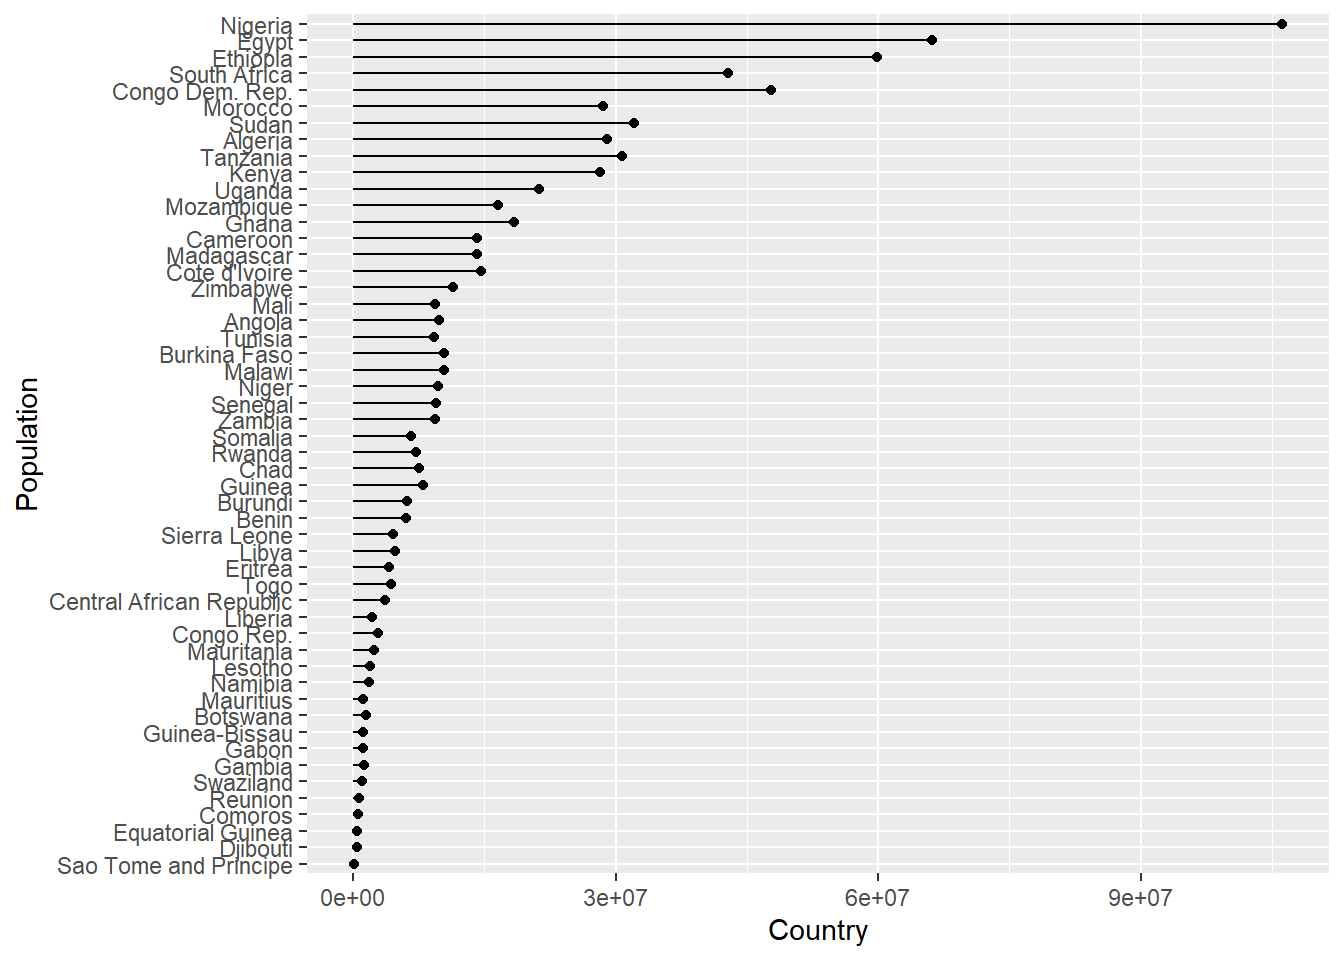 Nigeria
Egypt
Ethiopia
South Africa
Congo Dem. Rep.
Morocco
Sudan
Algeria
Tanzania
Kenya
Uganda
Mozambique
Ghana
Cameroon
Madagascar
Cote d'Ivoire
Zimbabwe
Mali
Angola
Tunisia
Burkina Faso
Malawi
Niger
Senegal
Zambia
Somalia
Rwanda
Chad
Guinea
Burundi
Benin
Sierra Leone
Libya
Eritrea
Togo
Central African Republic
Liberia
Congo Rep.
Mauritania
Lesotho
Namibia
Mauritius
Botswana
Guinea-Bissau
Gabon
Gambia
Swaziland
Reunion
Comoros
Equatorial Guinea
Djibouti
Sao Tome and Principe
Population
0e+00 3e+07 6e+07 9e+07
Country